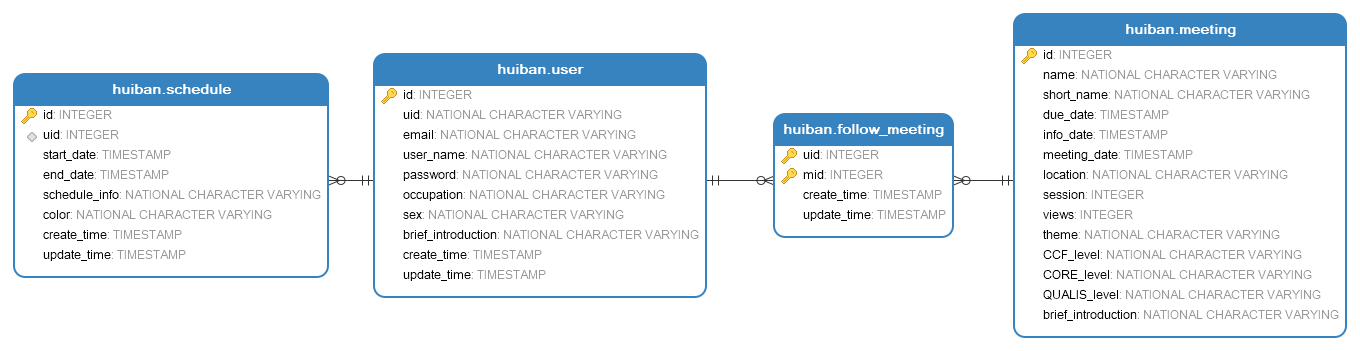 huiban.schedule
id: INTEGER
uid: INTEGER
start_date: TIMESTAMP
end_date: TIMESTAMP
schedule_info: NATIONAL CHARACTER VARYING
color: NATIONAL CHARACTER VARYING
create_time: TIMESTAMP
update_time: TIMESTAMP
huiban.user
id: INTEGER
uid: NATIONAL CHARACTER VARYING
email: NATIONAL CHARACTER VARYING
user_name: NATIONAL CHARACTER VARYING
password: NATIONAL CHARACTER VARYING
occupation: NATIONAL CHARACTER VARYING
sex: NATIONAL CHARACTER VARYING
brief_introduction: NATIONAL CHARACTER VARYING
create_time: TIMESTAMP
update_time: TIMESTAMP
huiban.follow_meeting
uid: INTEGER
mid: INTEGER
create_time: TIMESTAMP
update_time: TIMESTAMP
huiban.meeting
id: INTEGER
name: NATIONAL CHARACTER VARYING
short_name: NATIONAL CHARACTER VARYING
due_date: TIMESTAMP
info_date: TIMESTAMP
meeting_date: TIMESTAMP
location: NATIONAL CHARACTER VARYING
session: INTEGER
views: INTEGER
theme: NATIONAL CHARACTER VARYING
CCF_level: NATIONAL CHARACTER VARYING
CORE_level: NATIONAL CHARACTER VARYING
QUALIS_level: NATIONAL CHARACTER VARYING
brief_introduction: NATIONAL CHARACTER VARYING